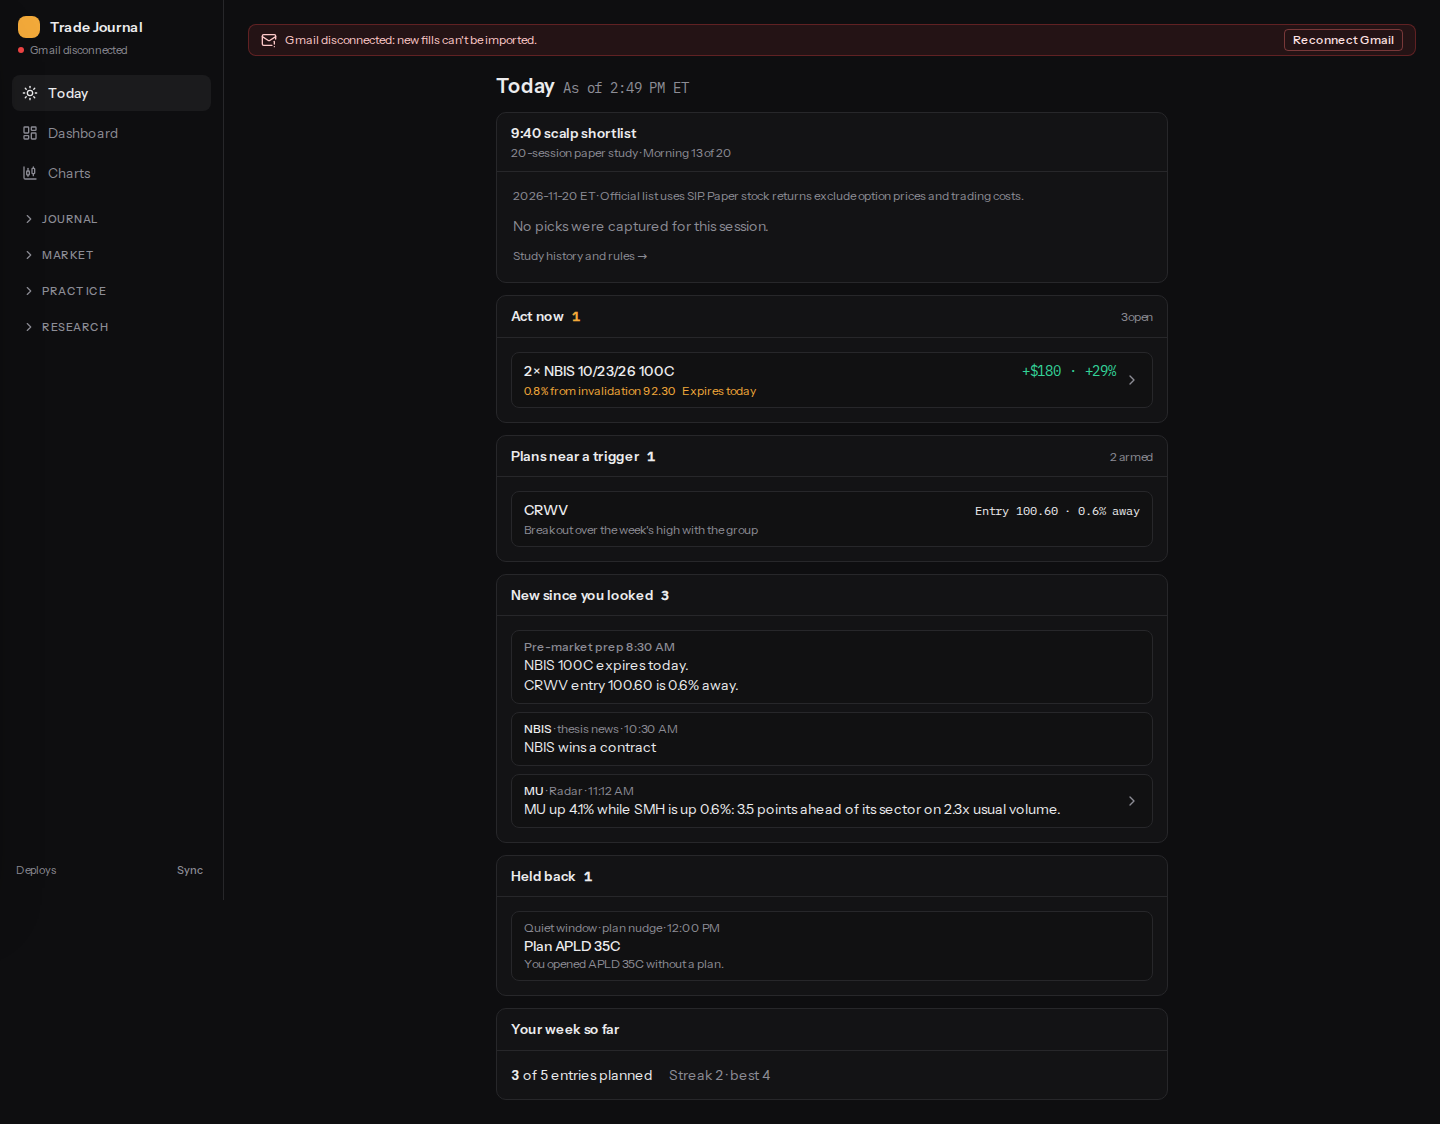 Trade Journal
Gmail disconnected
Today
Dashboard
Charts
JOURNAL
MARKET
PRACTICE
RESEARCH
Deploys
Sync
Gmail disconnected: new fills can't be imported.
Reconnect Gmail
Today As of 2:49 PM ET
9:40 scalp shortlist
20-session paper study · Morning 13 of 20
2026-11-20 ET · Official list uses SIP. Paper stock returns exclude option prices and trading costs.
No picks were captured for this session.
Study history and rules →
Act now 1
3 open
2× NBIS 10/23/26 100C
+$180 · +29%
0.8% from invalidation 92.30 Expires today
Plans near a trigger 1
2 armed
CRWV
Entry 100.60 · 0.6% away
Breakout over the week's high with the group
New since you looked 3
Pre-market prep 8:30 AM
NBIS 100C expires today.
CRWV entry 100.60 is 0.6% away.
NBIS · thesis news · 10:30 AM
NBIS wins a contract
MU · Radar · 11:12 AM
MU up 4.1% while SMH is up 0.6%: 3.5 points ahead of its sector on 2.3x usual volume.
Held back 1
Quiet window · plan nudge · 12:00 PM
Plan APLD 35C
You opened APLD 35C without a plan.
Your week so far
3 of 5 entries planned Streak 2 · best 4